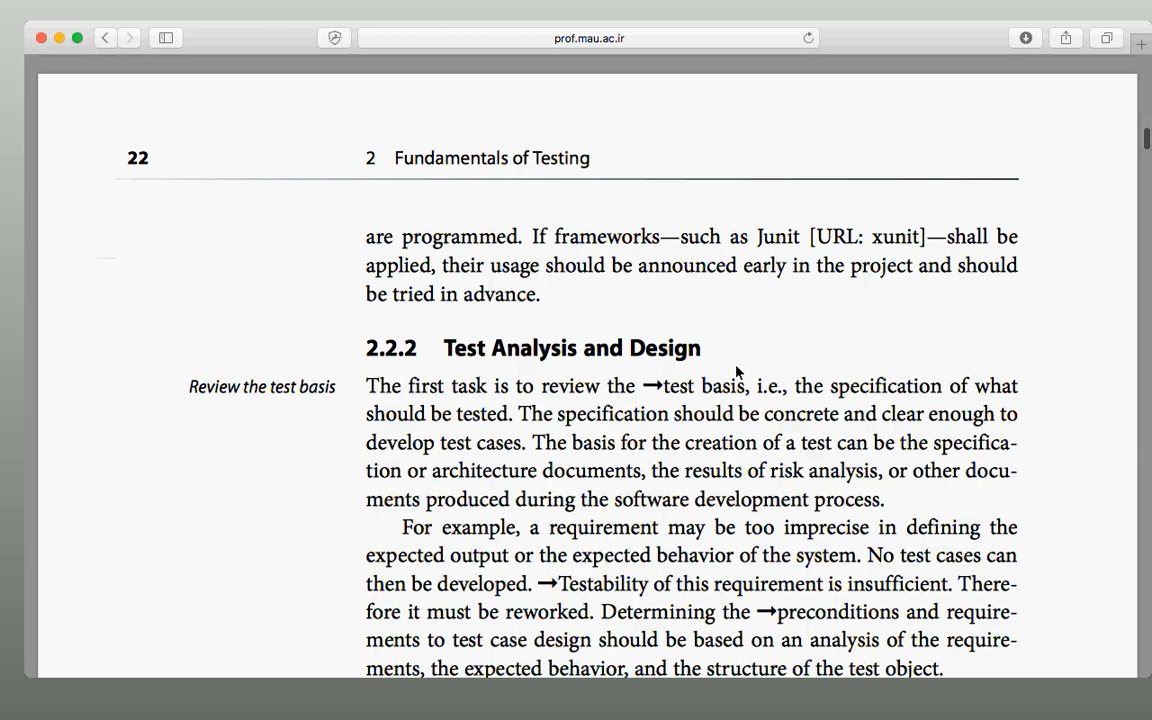 prof.mau.ac.ir
22
2 Fundamentals of Testing
are programmed. If frameworks—such as Junit [URL: xunit]—shall be
applied, their usage should be announced early in the project and should
be tried in advance.
2.2.2 Test Analysis and Design
Review the test basis
The first task is to review the →test basis, i.e., the specification of what
should be tested. The specification should be concrete and clear enough to
develop test cases. The basis for the creation of a test can be the specifica-
tion or architecture documents, the results of risk analysis, or other docu-
ments produced during the software development process.
For example, a requirement may be too imprecise in defining the
expected output or the expected behavior of the system. No test cases can
then be developed. →Testability of this requirement is insufficient. There-
fore it must be reworked. Determining the →preconditions and require-
ments to test case design should be based on an analysis of the require-
ments, the expected behavior, and the structure of the test object.